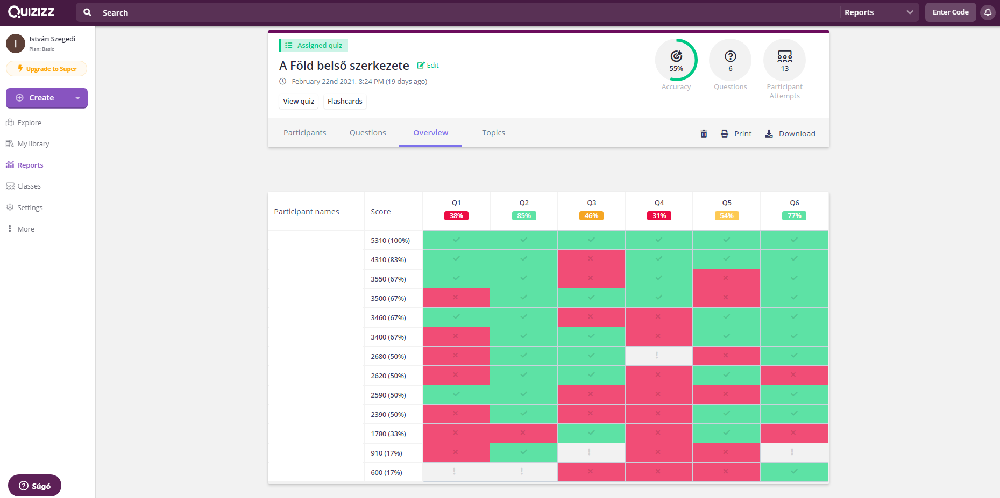 Quizizz
Search
Reports
Enter Code
I
István Szegedi
Plan: Basic
Upgrade to Super
Create
Explore
My library
Reports
Classes
Settings
More
Súgó
Assigned quiz
A Föld belső szerkezete
Edit
February 22nd 2021, 8:24 PM (19 days ago)
View quiz Flashcards
55%
Accuracy
6
Questions
13
Participant
Attempts
Participants Questions Overview Topics
Print Download
Participant names Score Q1 Q2 Q3 Q4 Q5 Q6
38% 85% 46% 31% 54% 77%
5310 (100%)
4310 (83%)
3550 (67%)
3500 (67%)
3460 (67%)
3400 (67%)
2680 (50%)
2620 (50%)
2590 (50%)
2390 (50%)
1780 (33%)
910 (17%)
600 (17%)